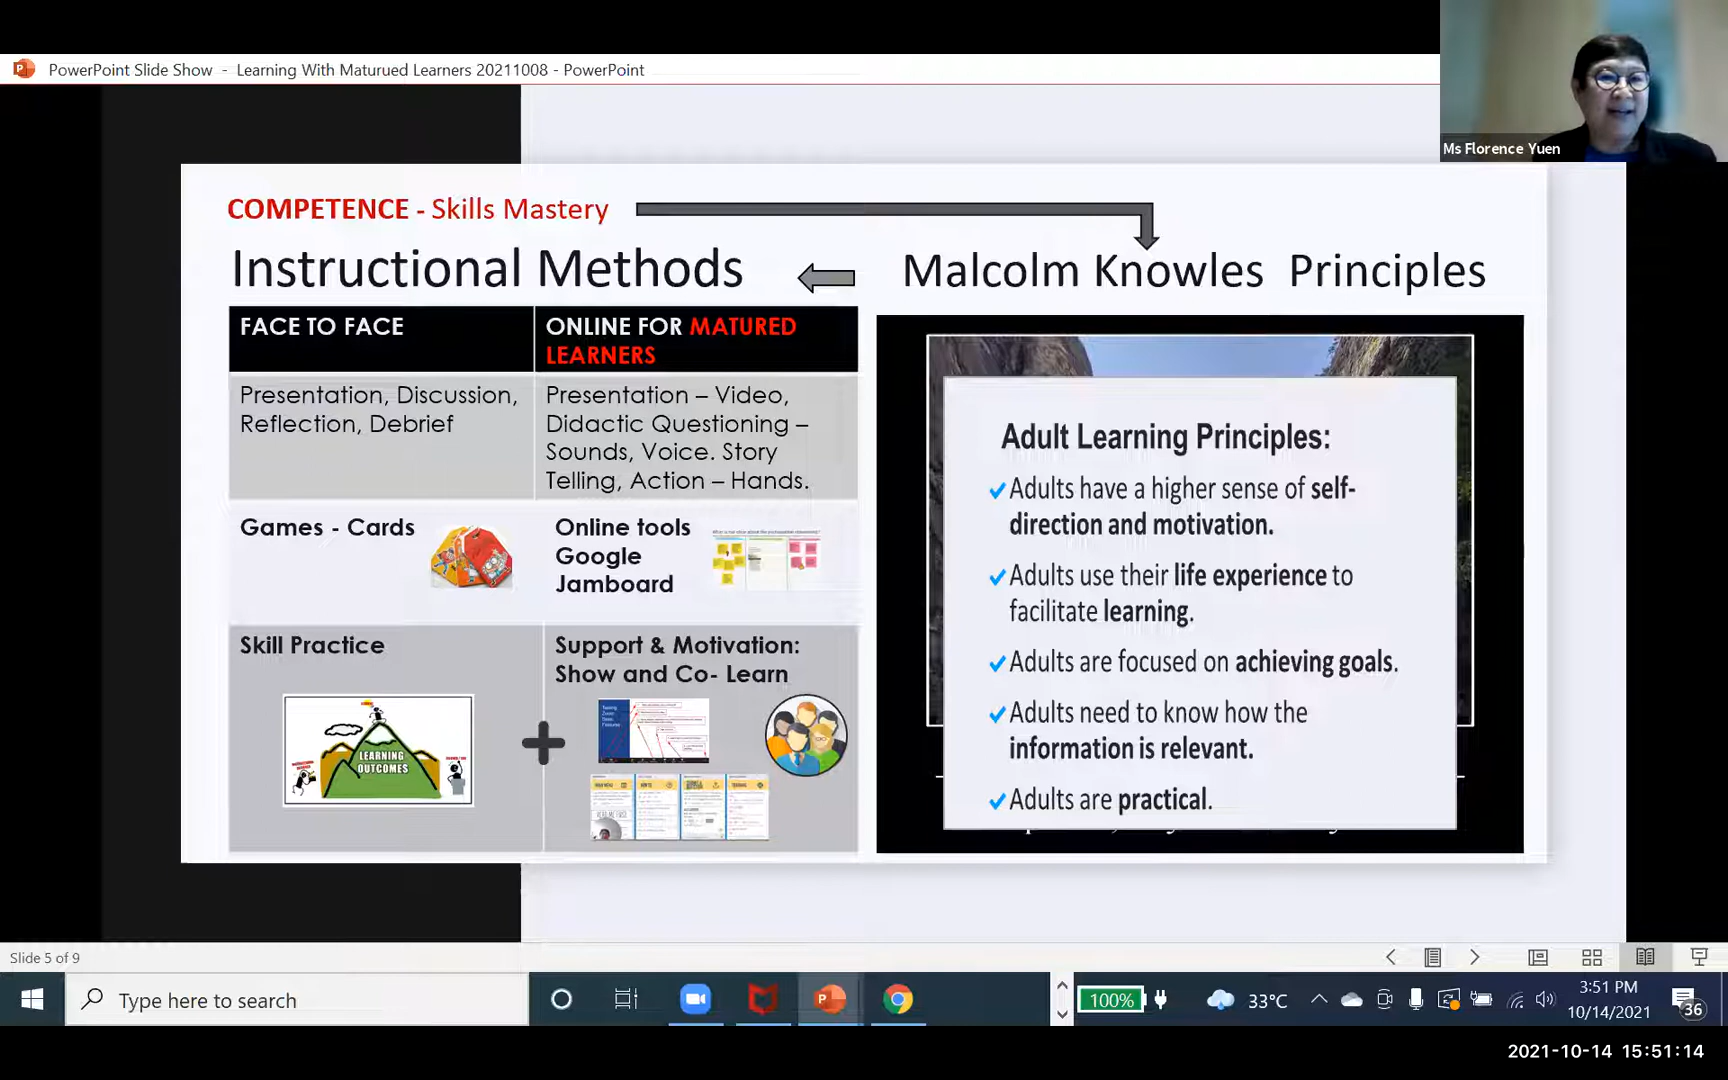 PowerPoint Slide Show - Learning With Maturued Learners 20211008 - PowerPoint
Ms Florence Yuen
COMPETENCE - Skills Mastery
Instructional Methods
Malcolm Knowles Principles
FACE TO FACE
ONLINE FOR MATURED
LEARNERS
Presentation, Discussion,
Reflection, Debrief
Presentation – Video,
Didactic Questioning –
Sounds, Voice. Story
Telling, Action – Hands.
Games - Cards
Online tools
Google
Jamboard
Skill Practice
LEARNING
OUTCOMES
Support & Motivation:
Show and Co- Learn
Adult Learning Principles:
Adults have a higher sense of self-
direction and motivation.
Adults use their life experience to
facilitate learning.
Adults are focused on achieving goals.
Adults need to know how the
information is relevant.
Adults are practical.
Slide 5 of 9
Type here to search
100%
33°C
3:51 PM
10/14/2021
36
2021-10-14 15:51:14